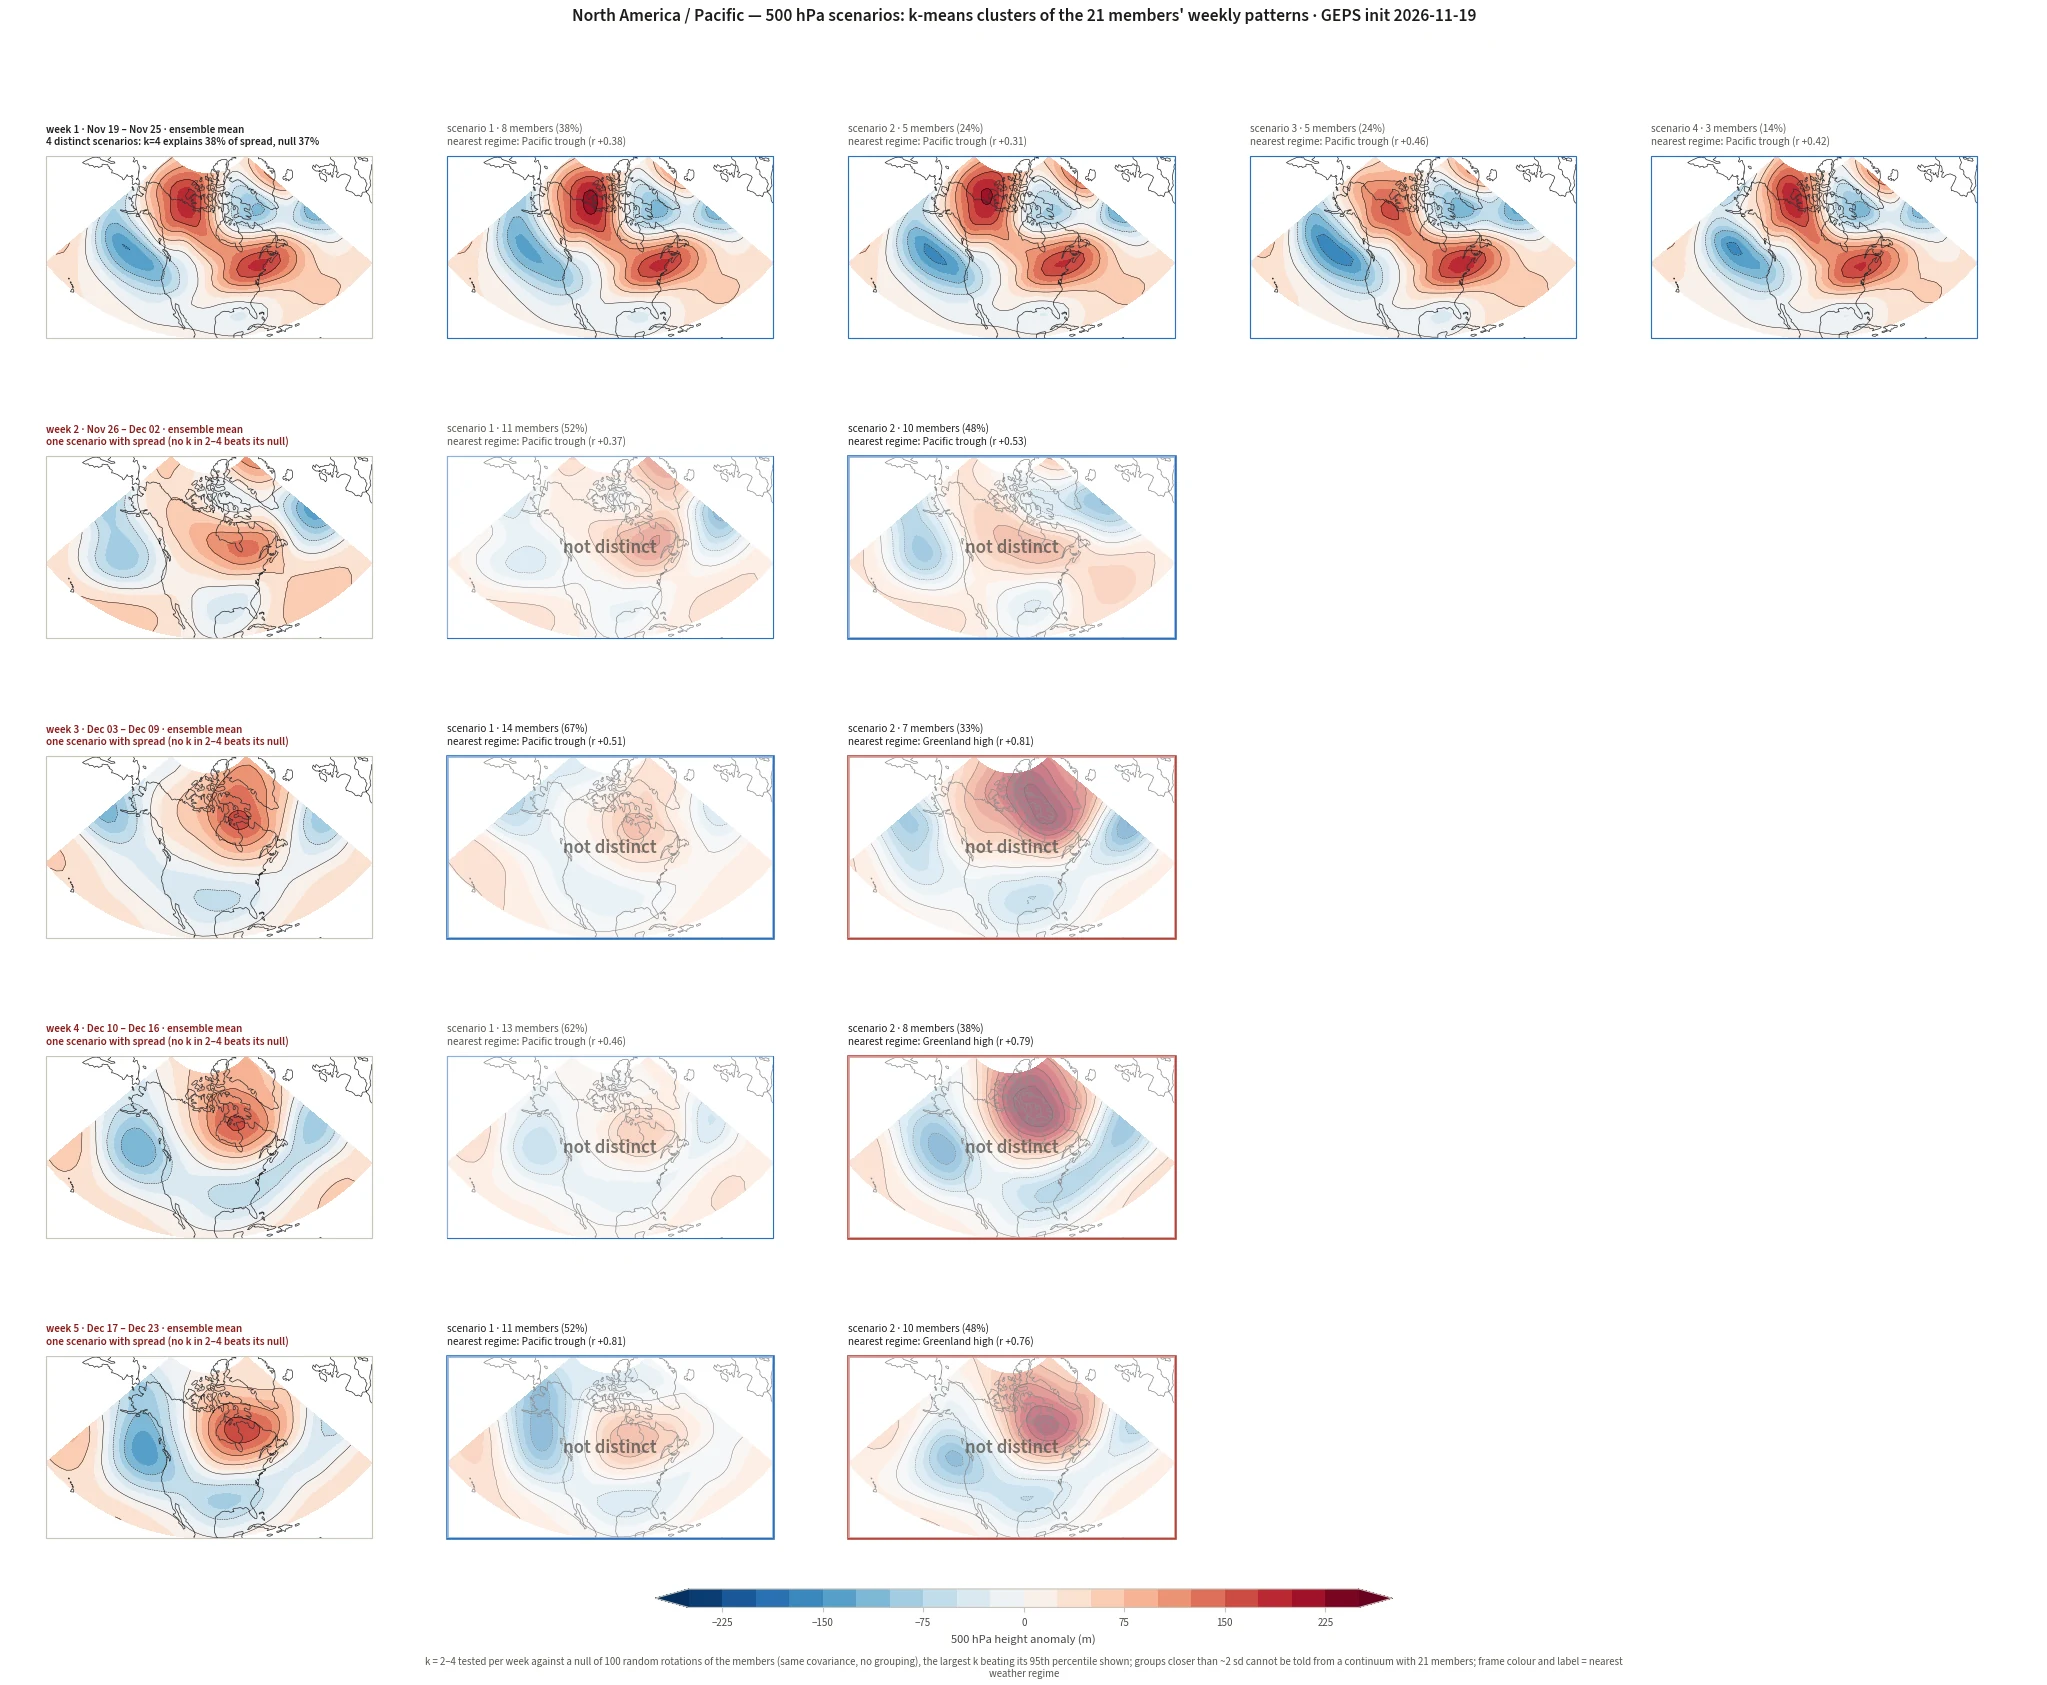 North America / Pacific — 500 hPa scenarios: k-means clusters of the 21 members' weekly patterns · GEPS init 2026-11-19
week 1 · Nov 19 – Nov 25 · ensemble mean
4 distinct scenarios: k=4 explains 38% of spread, null 37%
scenario 1 · 8 members (38%)
nearest regime: Pacific trough (r +0.38)
scenario 2 · 5 members (24%)
nearest regime: Pacific trough (r +0.31)
scenario 3 · 5 members (24%)
nearest regime: Pacific trough (r +0.46)
scenario 4 · 3 members (14%)
nearest regime: Pacific trough (r +0.42)
week 2 · Nov 26 – Dec 02 · ensemble mean
one scenario with spread (no k in 2–4 beats its null)
scenario 1 · 11 members (52%)
nearest regime: Pacific trough (r +0.37)
not distinct
scenario 2 · 10 members (48%)
nearest regime: Pacific trough (r +0.53)
not distinct
week 3 · Dec 03 – Dec 09 · ensemble mean
one scenario with spread (no k in 2–4 beats its null)
scenario 1 · 14 members (67%)
nearest regime: Pacific trough (r +0.51)
not distinct
scenario 2 · 7 members (33%)
nearest regime: Greenland high (r +0.81)
not distinct
week 4 · Dec 10 – Dec 16 · ensemble mean
one scenario with spread (no k in 2–4 beats its null)
scenario 1 · 13 members (62%)
nearest regime: Pacific trough (r +0.46)
not distinct
scenario 2 · 8 members (38%)
nearest regime: Greenland high (r +0.79)
not distinct
week 5 · Dec 17 – Dec 23 · ensemble mean
one scenario with spread (no k in 2–4 beats its null)
scenario 1 · 11 members (52%)
nearest regime: Pacific trough (r +0.81)
not distinct
scenario 2 · 10 members (48%)
nearest regime: Greenland high (r +0.76)
not distinct
−225 −150 −75 0 75 150 225
500 hPa height anomaly (m)
k = 2–4 tested per week against a null of 100 random rotations of the members (same covariance, no grouping), the largest k beating its 95th percentile shown; groups closer than ~2 sd cannot be told from a continuum with 21 members; frame colour and label = nearest
weather regime